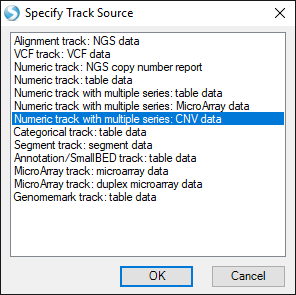 Specify Track Source
Alignment track: NGS data
VCF track: VCF data
Numeric track: NGS copy number report
Numeric track: table data
Numeric track with multiple series: table data
Numeric track with multiple series: MicroArray data
Numeric track with multiple series: CNV data
Categorical track: table data
Segment track: segment data
Annotation/SmallBED track: table data
MicroArray track: microarray data
MicroArray track: duplex microarray data
Genomemark track: table data
OK
Cancel